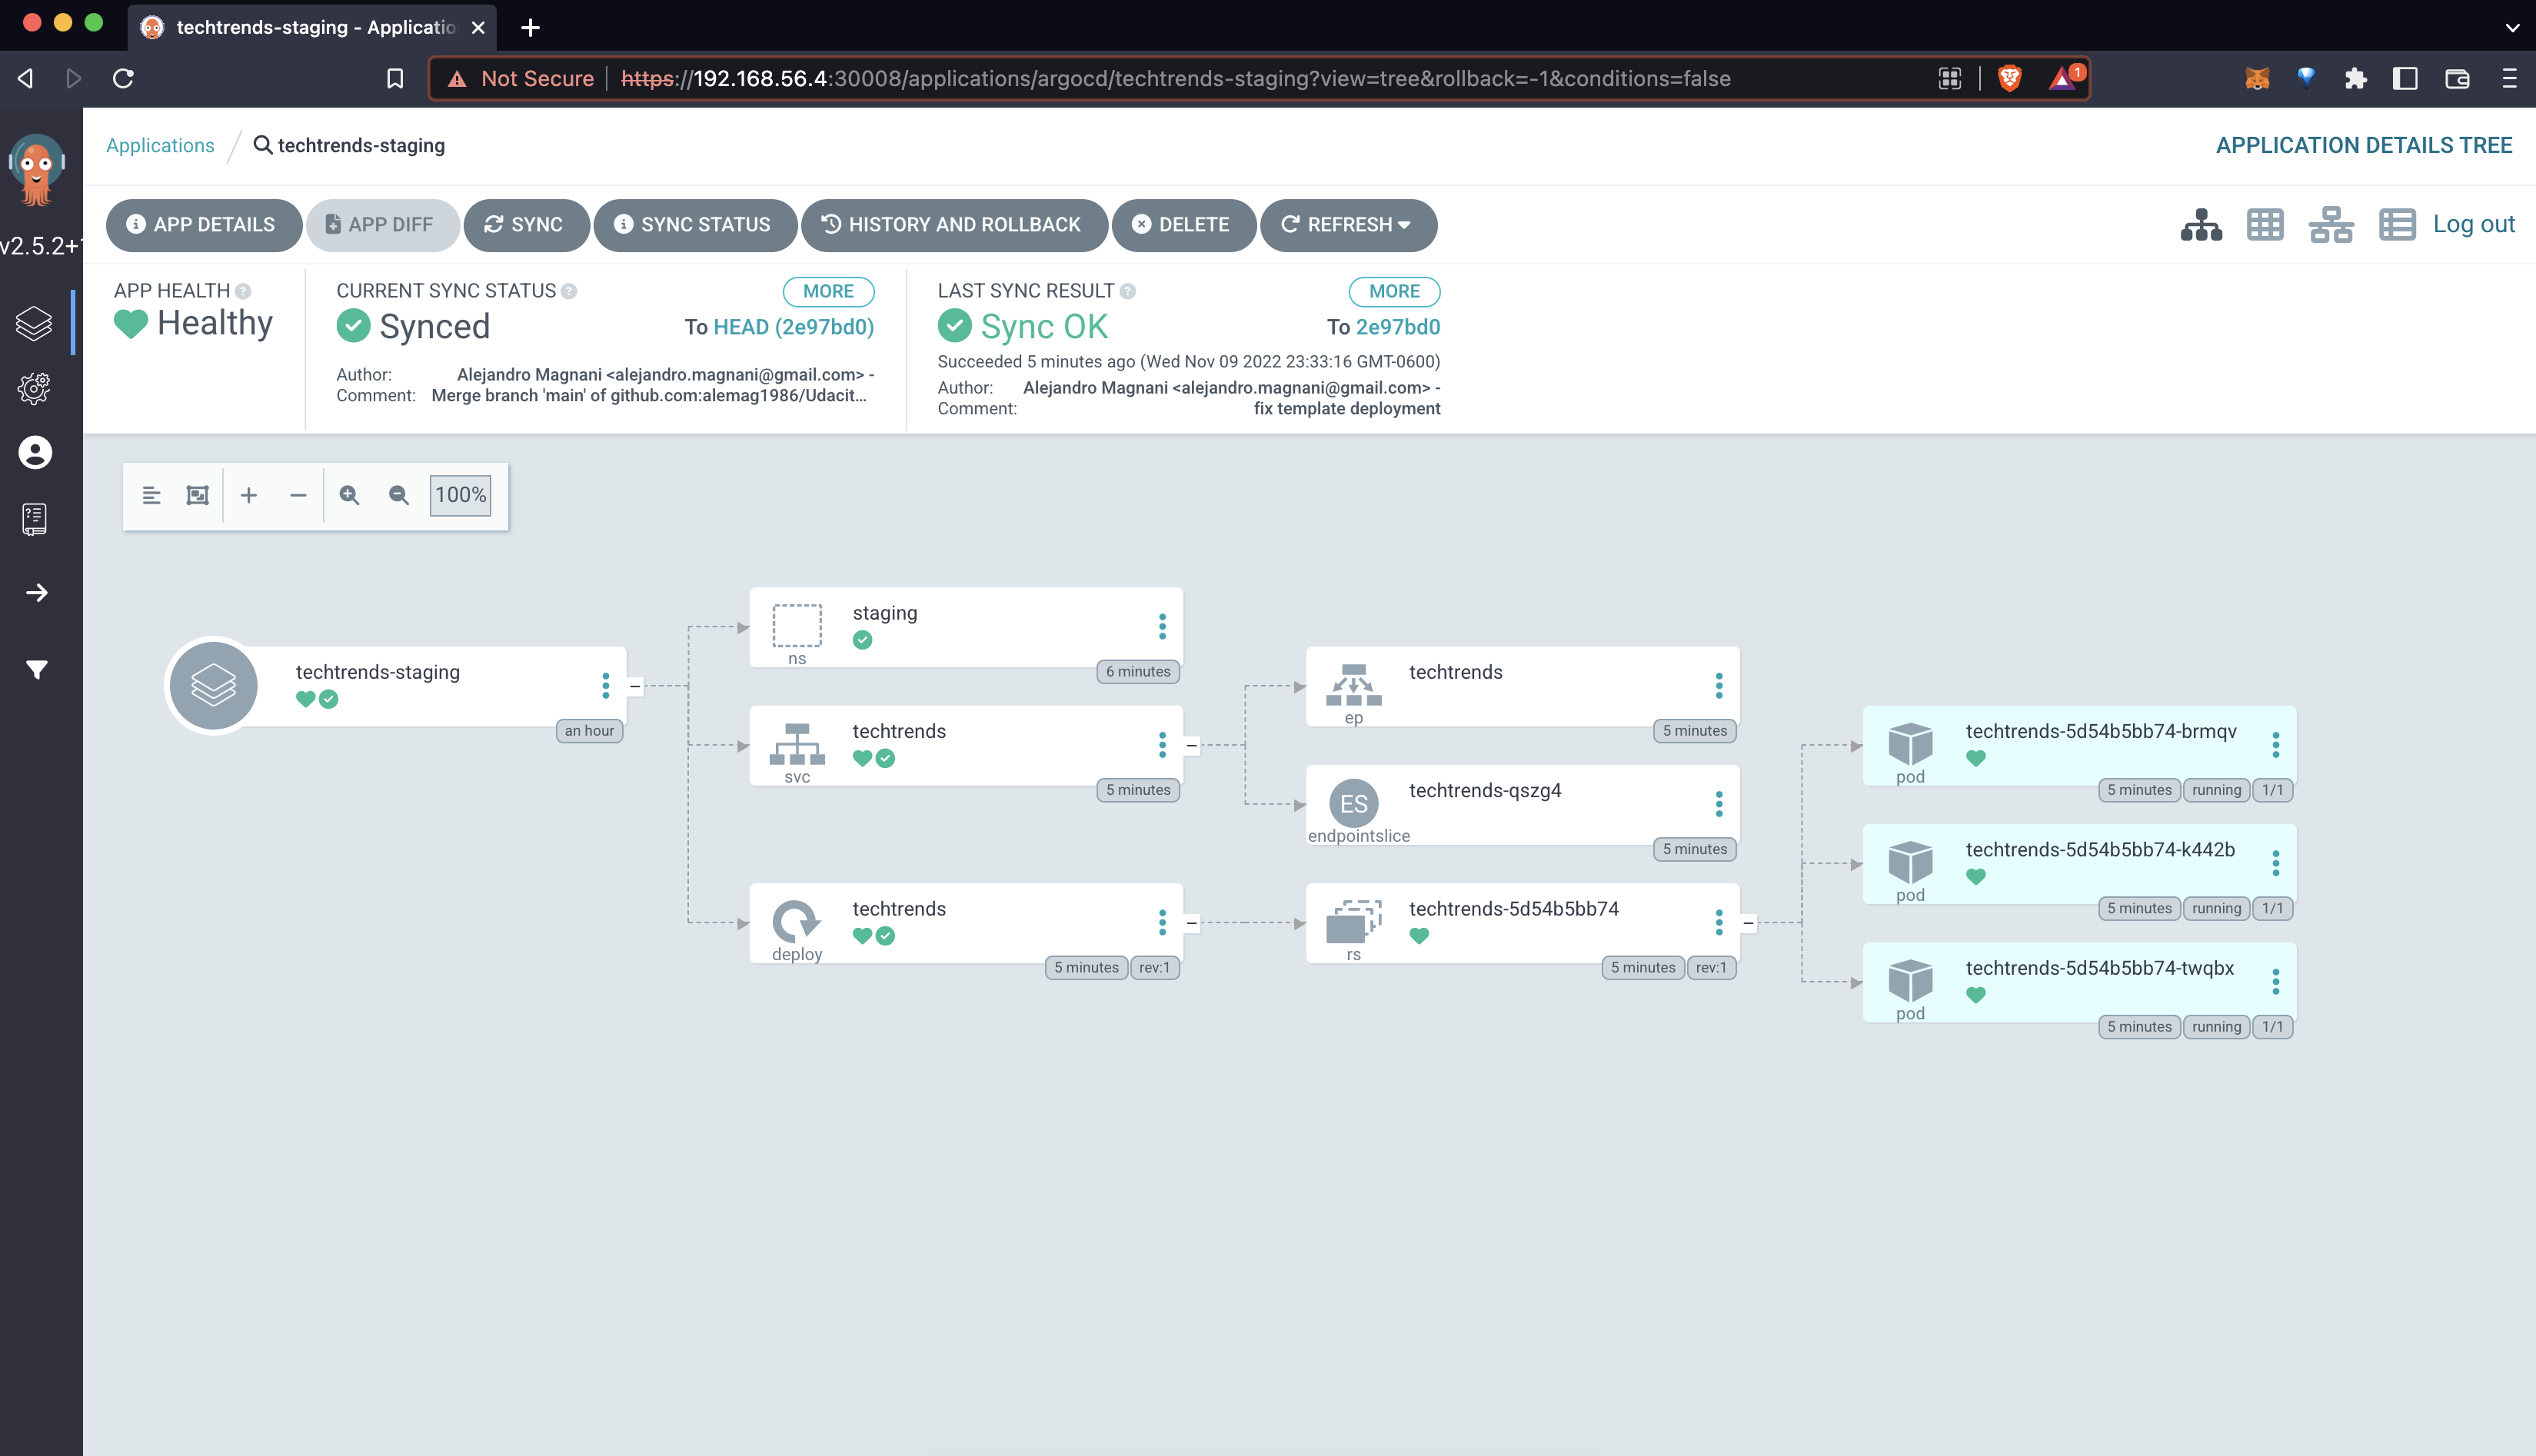 techtrends-staging - Applicatio
Not Secure https://192.168.56.4:30008/applications/argocd/techtrends-staging?view=tree&rollback=-1&conditions=false
1
Applications / techtrends-staging
APPLICATION DETAILS TREE
v2.5.2+
APP DETAILS
APP DIFF
SYNC
SYNC STATUS
HISTORY AND ROLLBACK
DELETE
REFRESH
Log out
APP HEALTH
Healthy
CURRENT SYNC STATUS
MORE
Synced
To HEAD (2e97bd0)
Author: Alejandro Magnani <alejandro.magnani@gmail.com> -
Comment: Merge branch 'main' of github.com:alemag1986/Udacit...
LAST SYNC RESULT
MORE
Sync OK
To 2e97bd0
Succeeded 5 minutes ago (Wed Nov 09 2022 23:33:16 GMT-0600)
Author: Alejandro Magnani <alejandro.magnani@gmail.com> -
Comment: fix template deployment
100%
techtrends-staging
an hour
staging
ns
6 minutes
techtrends
svc
5 minutes
techtrends
deploy
5 minutes rev:1
techtrends
ep
5 minutes
ES
techtrends-qszg4
endpointslice
5 minutes
techtrends-5d54b5bb74
rs
5 minutes rev:1
techtrends-5d54b5bb74-brmqv
pod
5 minutes running 1/1
techtrends-5d54b5bb74-k442b
pod
5 minutes running 1/1
techtrends-5d54b5bb74-twqbx
pod
5 minutes running 1/1